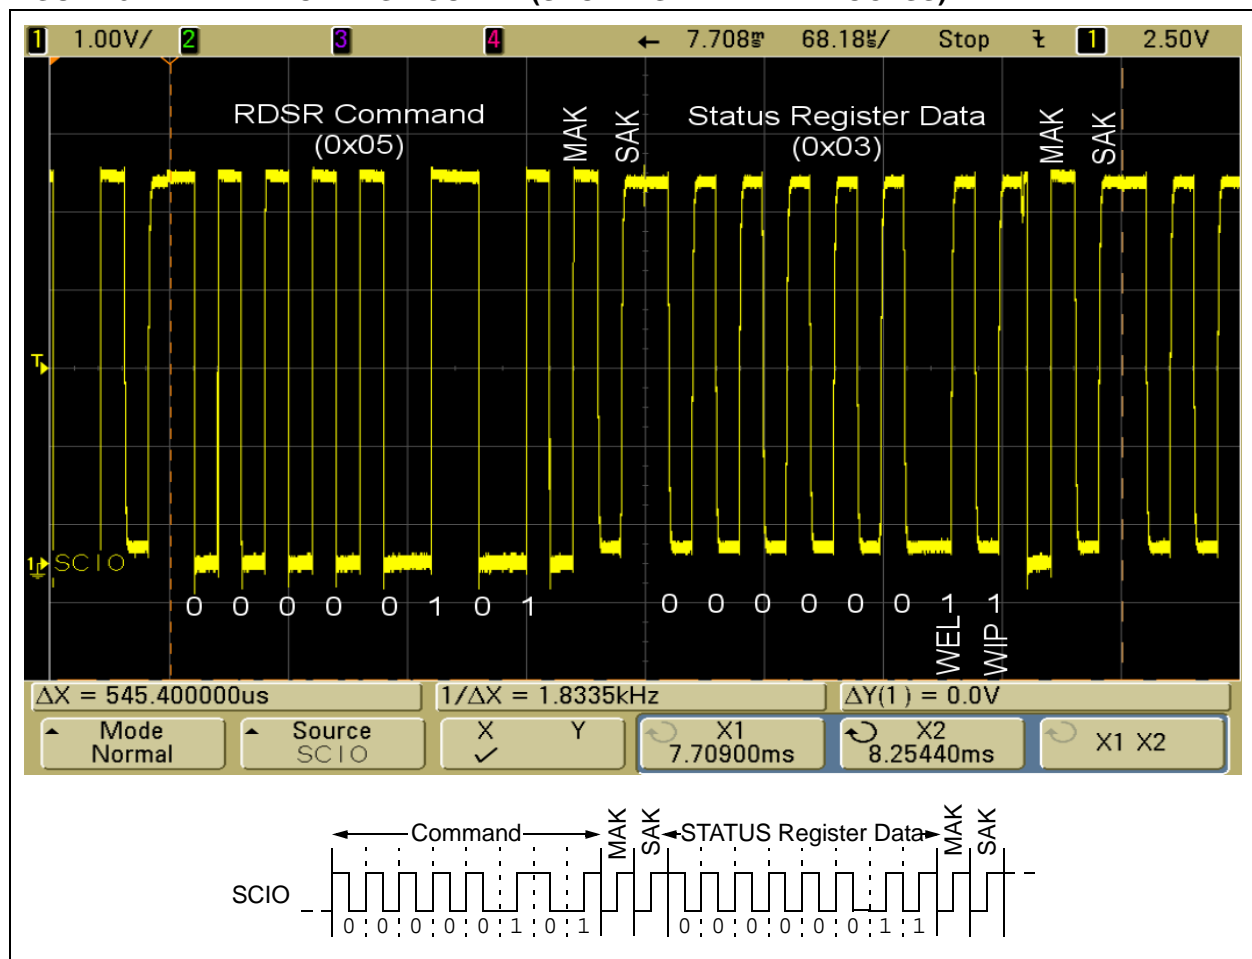 1 1.00V/ 2 3 4 7.708ms 68.18us/ Stop 1 2.50V
RDSR Command
(0x05)
MAK
SAK
Status Register Data
(0x03)
MAK
SAK
T
1 SCIO
0 0 0 0 0 1 0 1 0 0 0 0 0 0 1 1
WEL
WIP
ΔX = 545.400000us 1/ΔX = 1.8335kHz ΔY(1) = 0.0V
Mode
Normal
Source
SCIO
X Y
X1
7.70900ms
X2
8.25440ms
X1 X2
Command
MAK
SAK
STATUS Register Data
MAK
SAK
SCIO
0 0 0 0 0 1 0 1 0 0 0 0 0 0 1 1